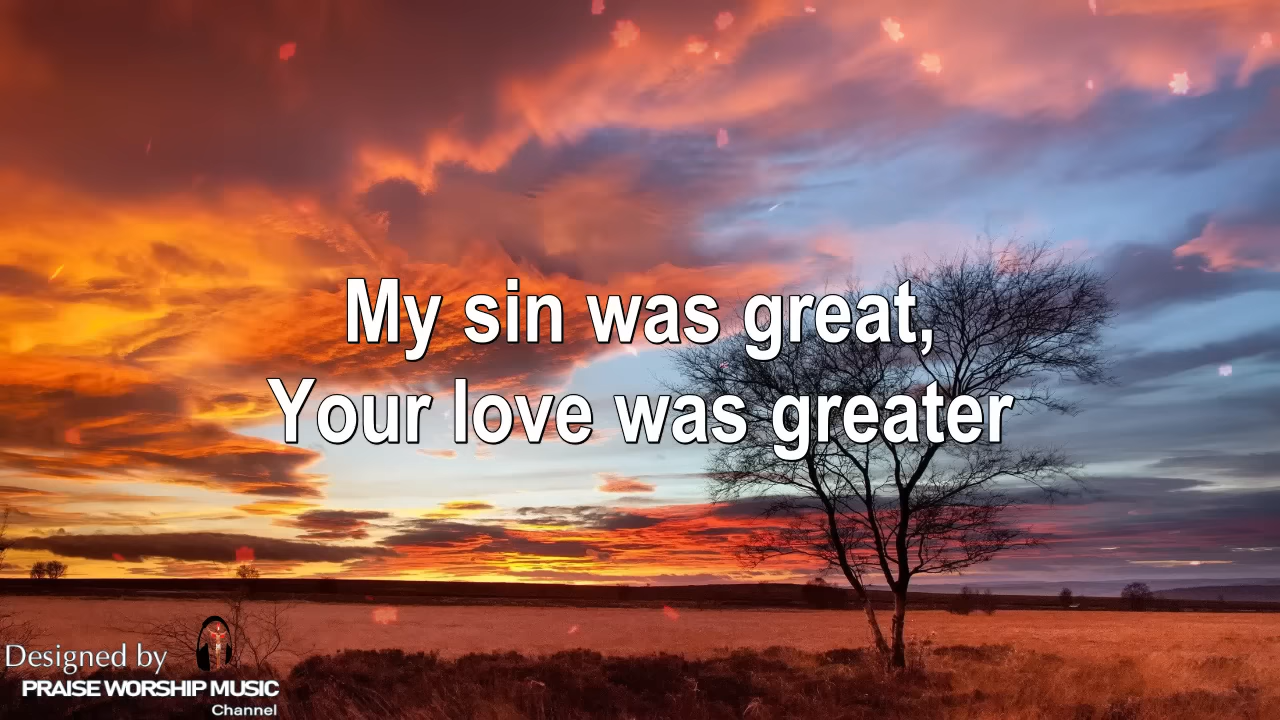 My sin was great,
Your love was greater
Designed by
PRAISE WORSHIP MUSIC
Channel